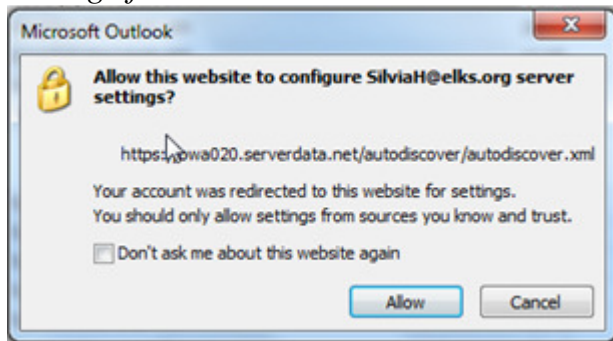 Microsoft Outlook
Allow this website to configure SilviaH@elks.org server
settings?
owa020.serverdata.net/autodiscover/autodiscover.xml
Your account was redirected to this website for settings.
You should only allow settings from sources you know and trust.
Don't ask me about this website again
Allow
Cancel